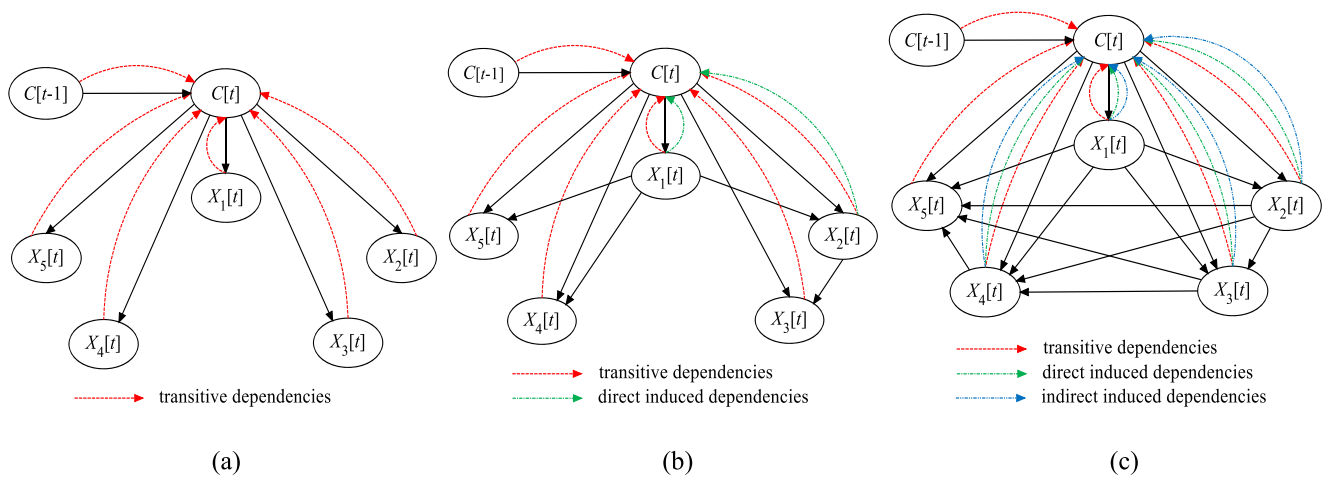 C[t-1]
C[t]
X1[t]
X5[t]
X2[t]
X4[t]
X3[t]
transitive dependencies
(a)
C[t-1]
C[t]
X1[t]
X5[t]
X2[t]
X4[t]
X3[t]
transitive dependencies
direct induced dependencies
(b)
C[t-1]
C[t]
X1[t]
X5[t]
X2[t]
X4[t]
X3[t]
transitive dependencies
direct induced dependencies
indirect induced dependencies
(c)